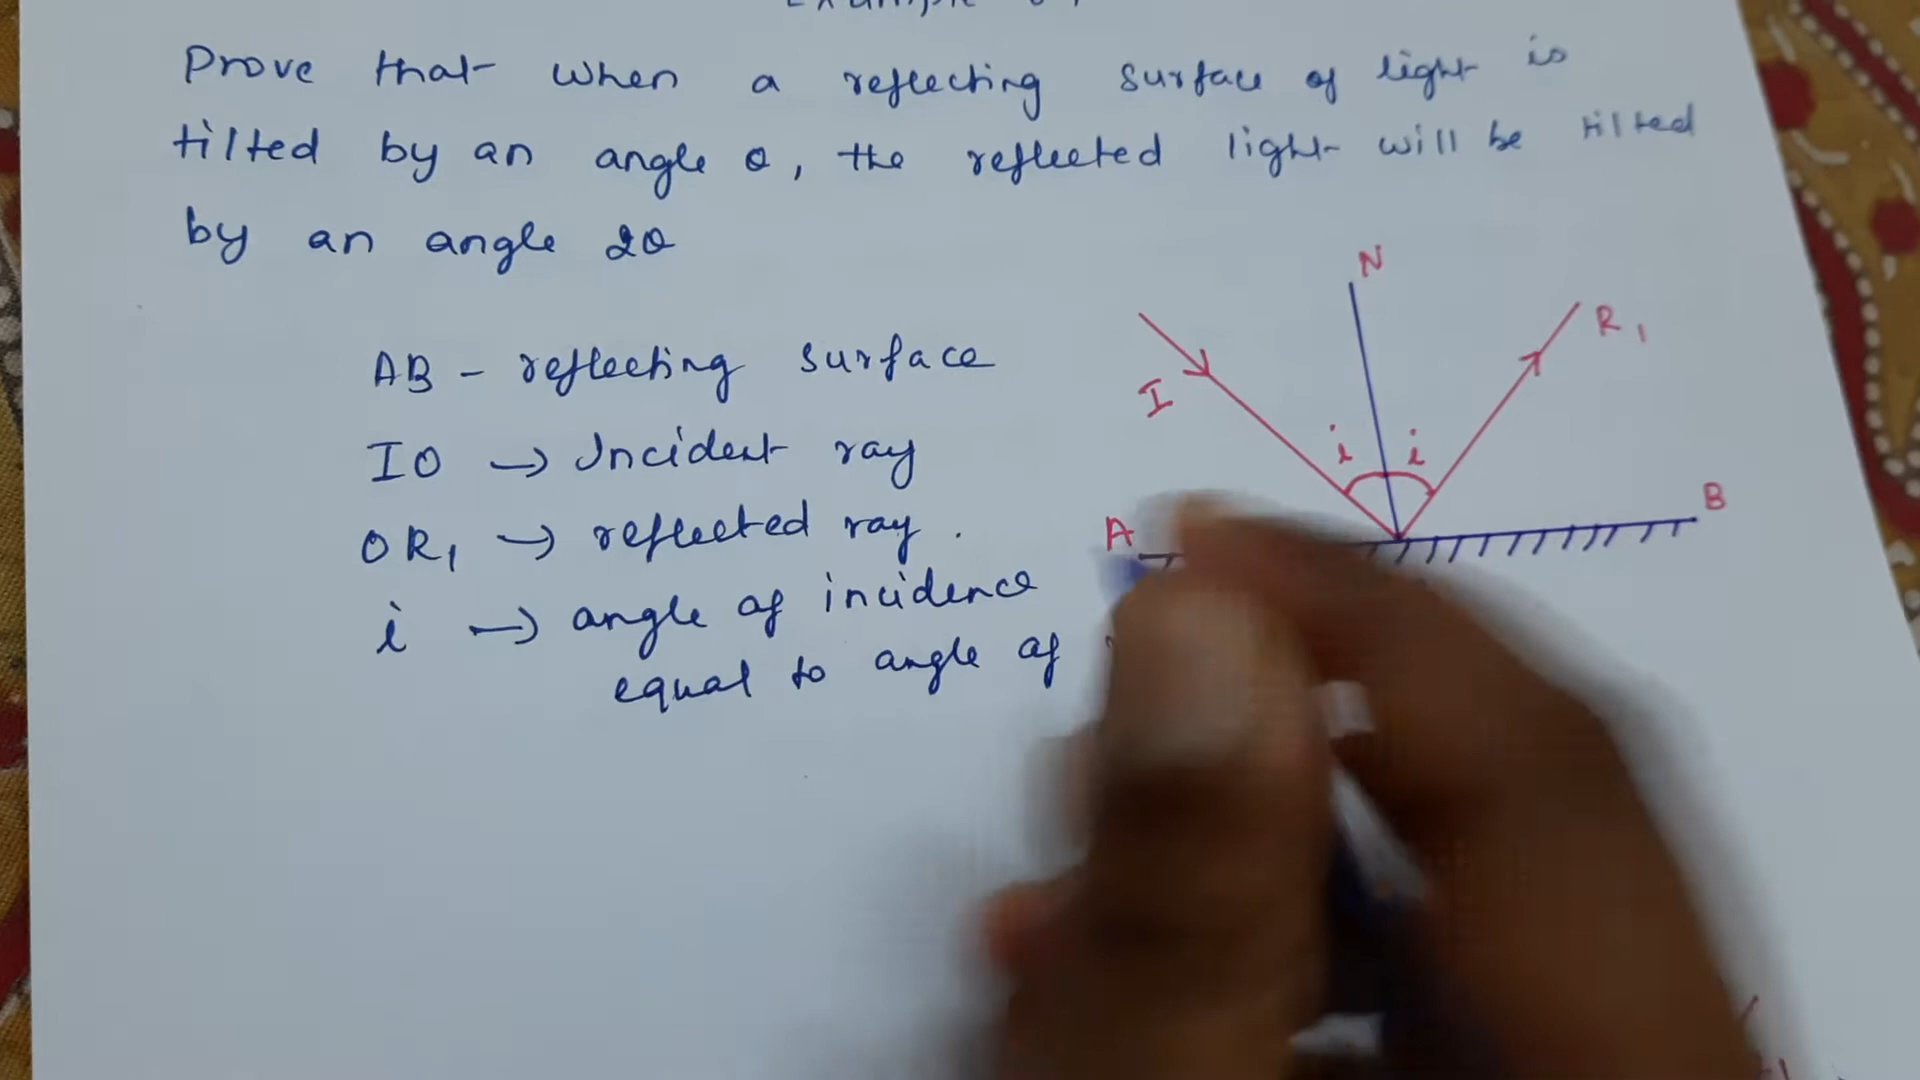 Prove that when a reflecting surface of light is
tilted by an angle θ, the reflected light will be tilted
by an angle 2θ
AB - reflecting surface
IO → Incident ray
OR₁ → reflected ray.
i → angle of incidence
equal to angle of
N
R₁
I
i i
A
B